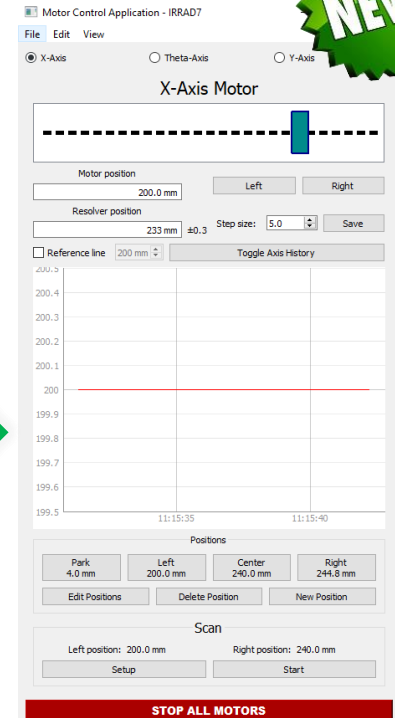 Motor Control Application - IRRAD7
NEW
File Edit View
X-Axis Theta-Axis Y-Axis
X-Axis Motor
Motor position
200.0 mm Left Right
Resolver position
233 mm ±0.3 Step size: 5.0 Save
Reference line 200 mm Toggle Axis History
200.5
200.4
200.3
200.2
200.1
200
199.9
199.8
199.7
199.6
199.5
11:15:35 11:15:40
Positions
Park Left Center Right
4.0 mm 200.0 mm 240.0 mm 244.8 mm
Edit Positions Delete Position New Position
Scan
Left position: 200.0 mm Right position: 240.0 mm
Setup Start
STOP ALL MOTORS